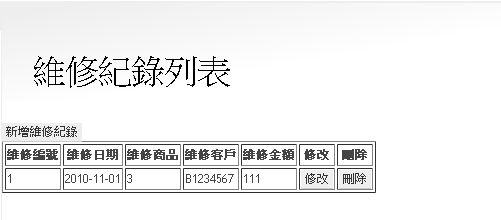 維修紀錄列表
新增維修紀錄
維修編號 維修日期 維修商品 維修客戶 維修金額 修改 刪除
1 2010-11-01 3 B1234567 111 修改 刪除